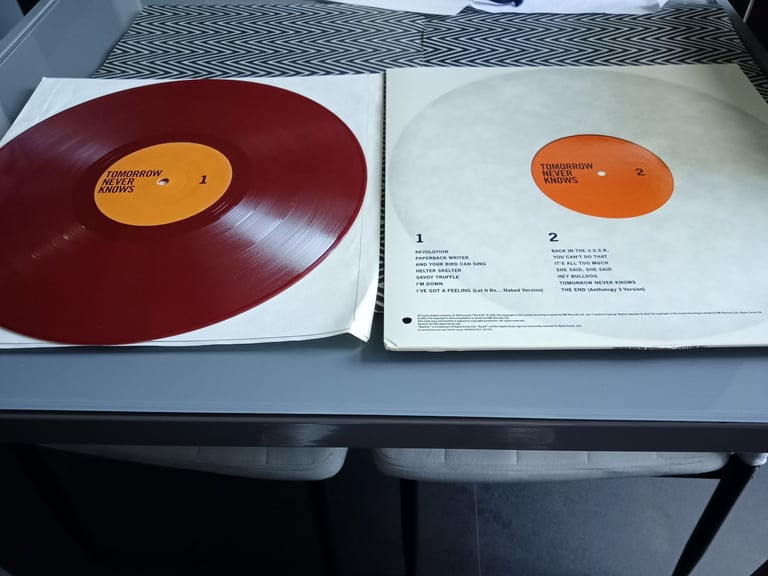 TOMORROW
NEVER
KNOWS
1
TOMORROW
NEVER
KNOWS
2
1
REVOLUTION
PAPERBACK WRITER
AND YOUR BIRD CAN SING
HELTER SKELTER
SAVOY TRUFFLE
I'M DOWN
I'VE GOT A FEELING (Let it Be... Naked Version)
2
BACK IN THE U.S.S.R.
YOU CAN'T DO THAT
IT'S ALL TOO MUCH
SHE SAID, SHE SAID
HEY BULLDOG
TOMORROW NEVER KNOWS
THE END (Anthology 3 Version)